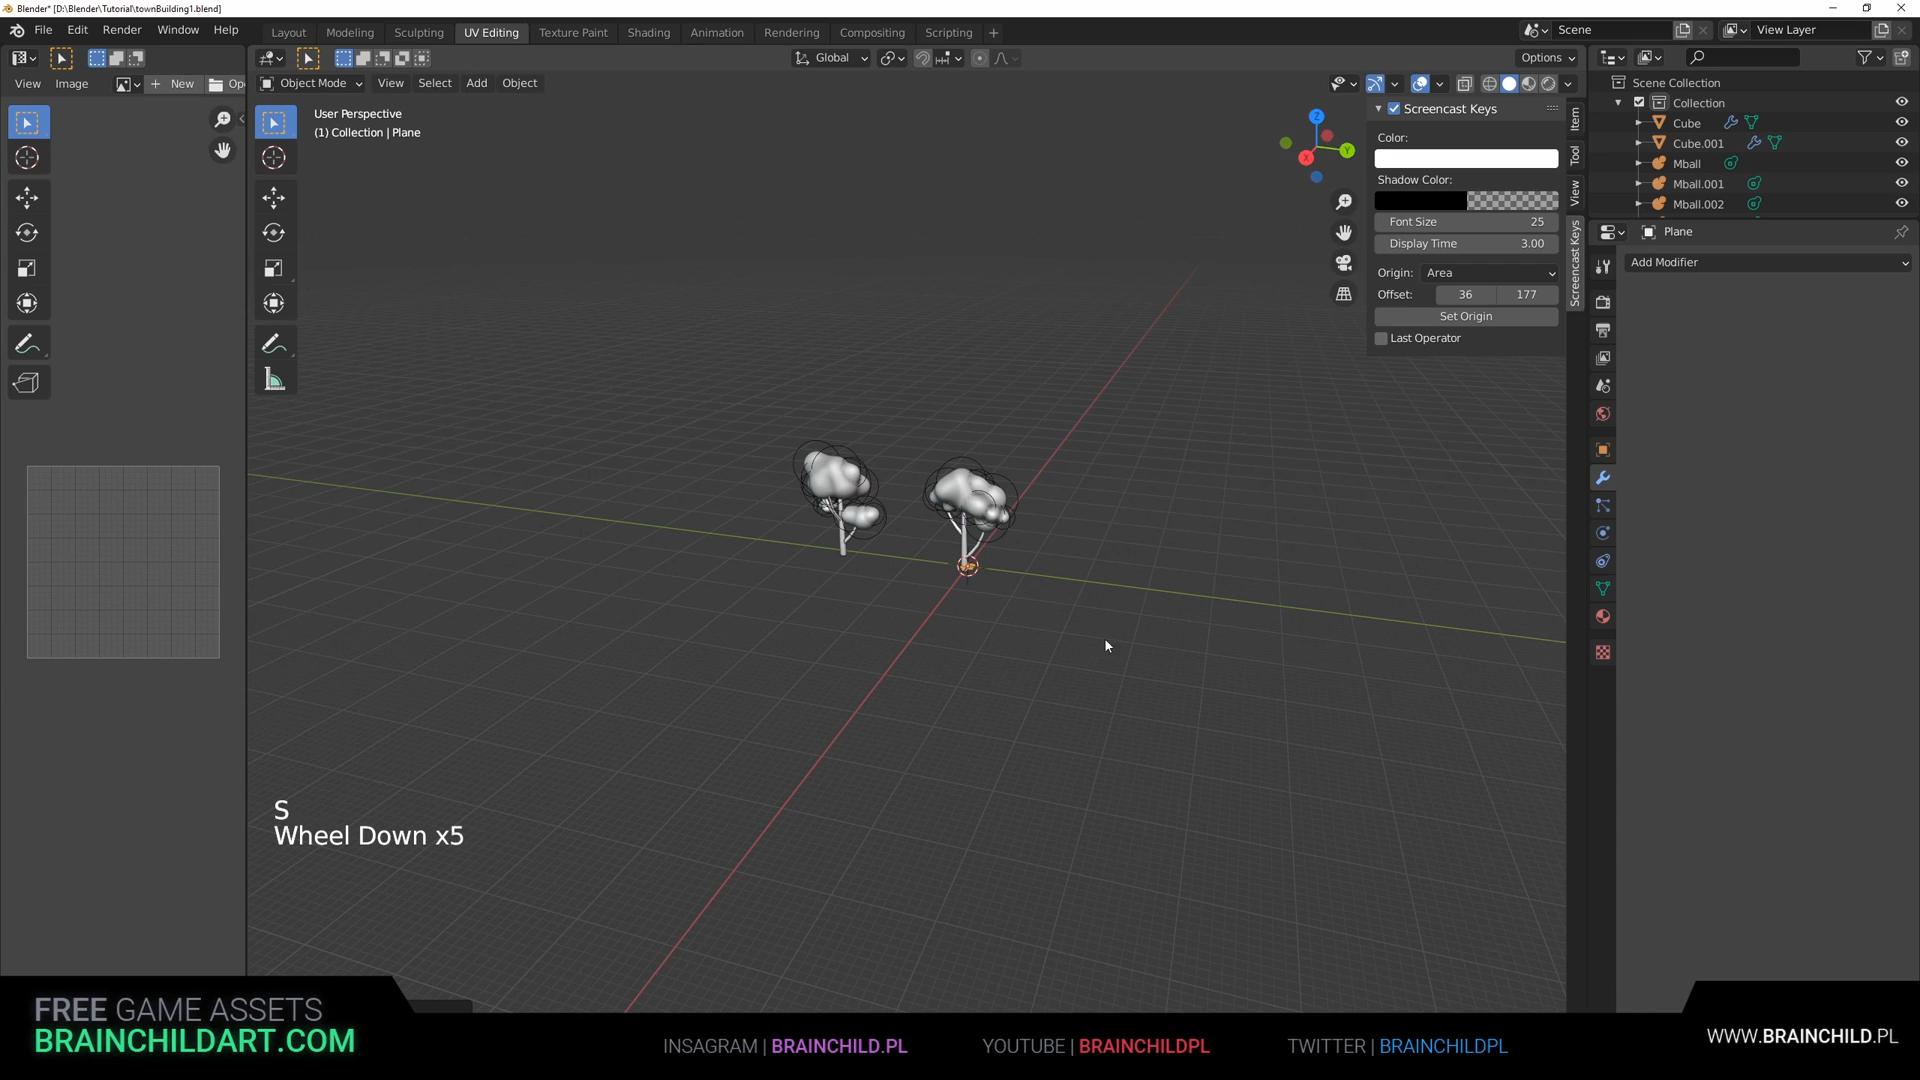 Blender* [D:\Blender\Tutorial\townBuilding1.blend]
File Edit Render Window Help
Layout Modeling Sculpting UV Editing Texture Paint Shading Animation Rendering Compositing Scripting +
Scene
View Layer
Global
Options
View Image
+ New
Op
Object Mode View Select Add Object
User Perspective
(1) Collection | Plane
Z
Y
X
Screencast Keys
Color:
Shadow Color:
Font Size 25
Display Time 3.00
Origin: Area
Offset: 36 177
Set Origin
Last Operator
Item
Tool
View
Screencast Keys
Scene Collection
Collection
Cube
Cube.001
Mball
Mball.001
Mball.002
Plane
Add Modifier
S
Wheel Down x5
FREE GAME ASSETS
BRAINCHILDART.COM
INSAGRAM | BRAINCHILD.PL
YOUTUBE | BRAINCHILDPL
TWITTER | BRAINCHILDPL
WWW.BRAINCHILD.PL